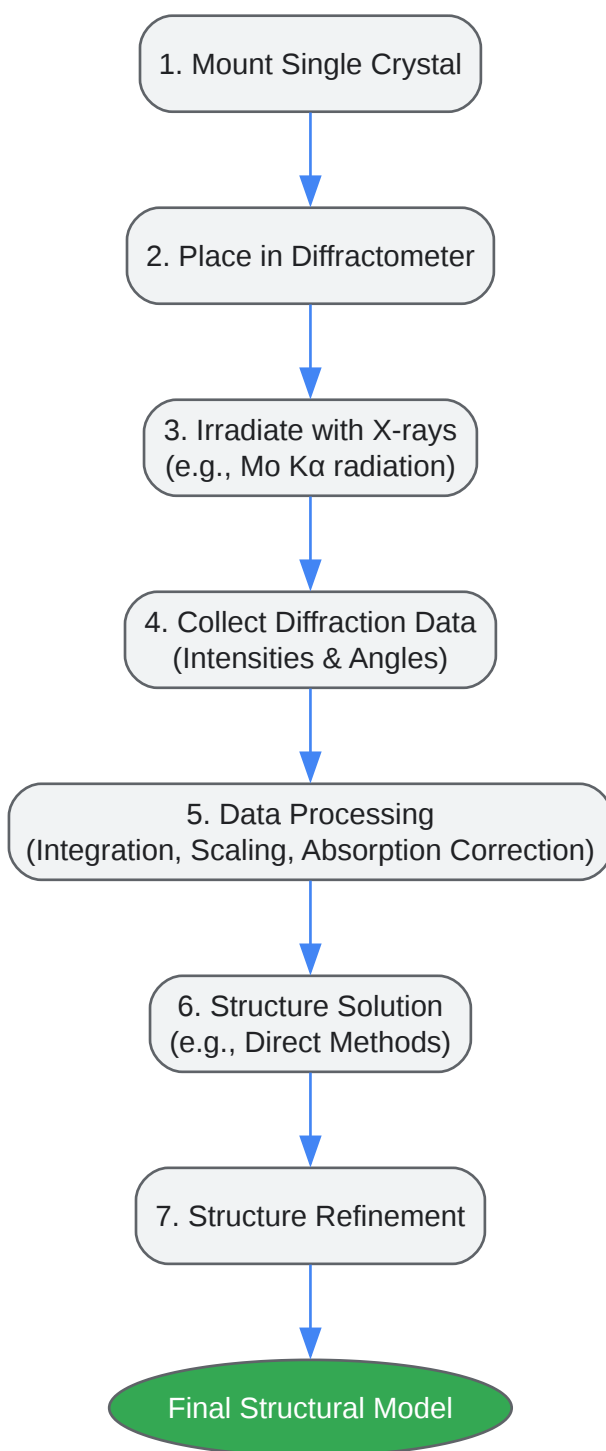 1. Mount Single Crystal
2. Place in Diffractometer
3. Irradiate with X-rays
(e.g., Mo Kα radiation)
4. Collect Diffraction Data
(Intensities & Angles)
5. Data Processing
(Integration, Scaling, Absorption Correction)
6. Structure Solution
(e.g., Direct Methods)
7. Structure Refinement
Final Structural Model